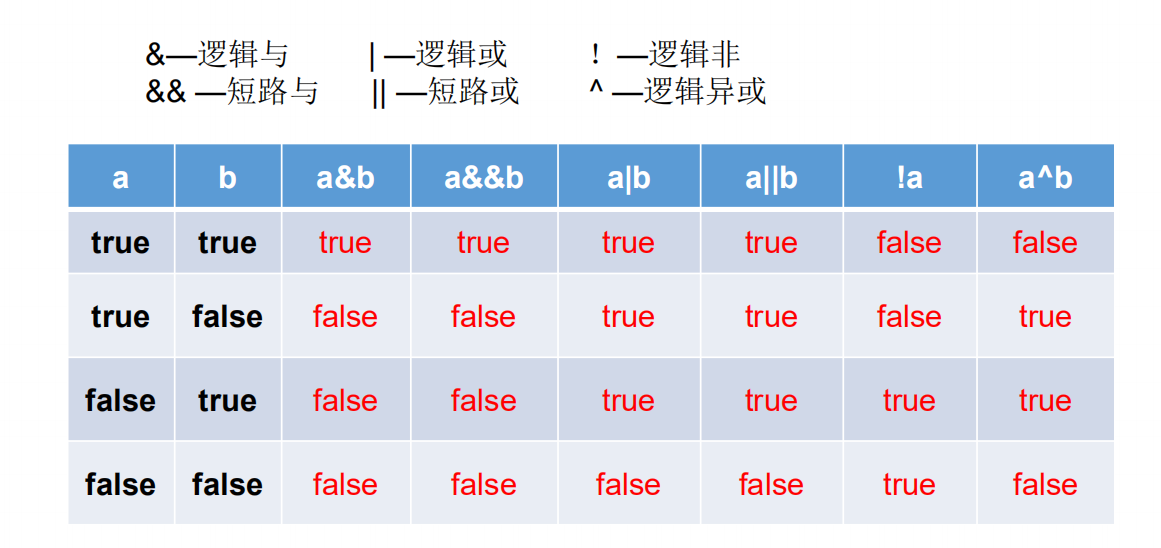 &—逻辑与 | —逻辑或 ! —逻辑非
&& —短路与 || —短路或 ^ —逻辑异或
a b a&b a&&b a|b a||b !a a^b
true true true true true true false false
true false false false true true false true
false true false false true true true true
false false false false false false true false